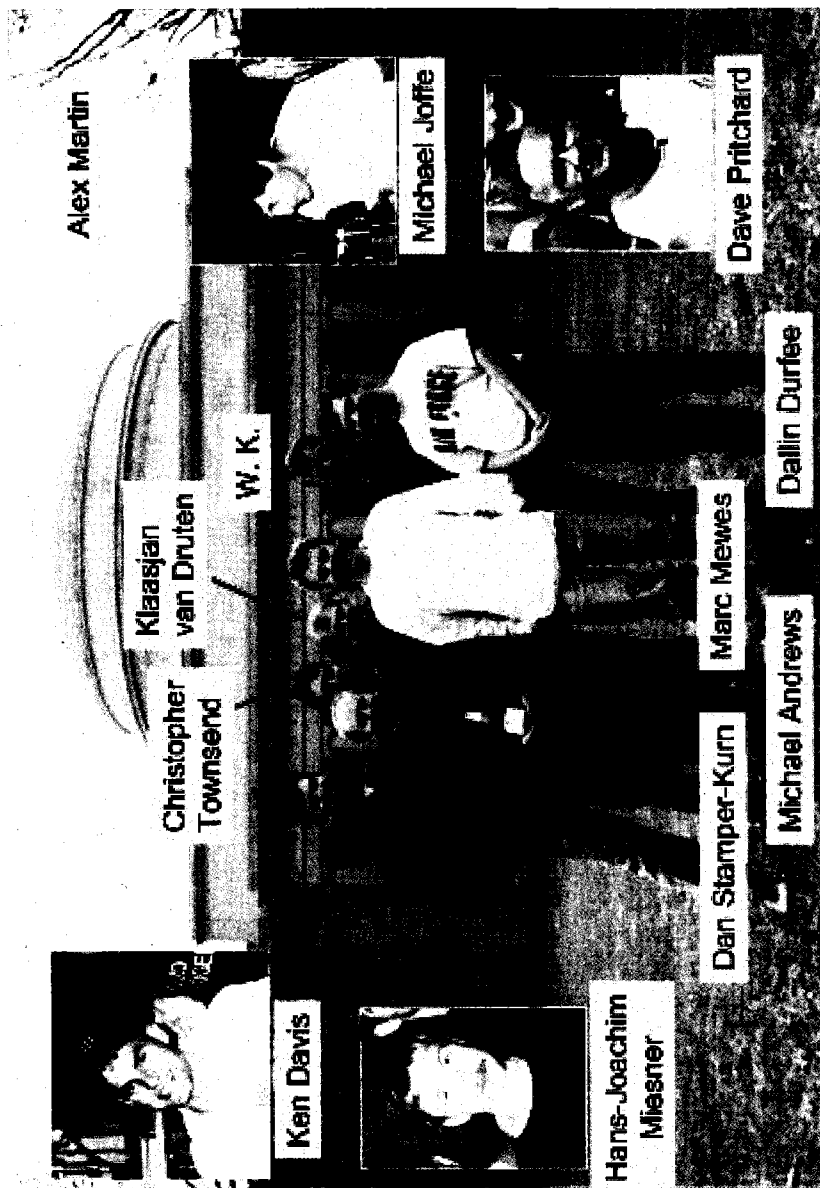 Alex Martin
Klaasjan
van Druten
Christopher
Townsend
W. K.
Ken Davis
Michael Joffe
Hans-Joachim
Miesner
Dave Pritchard
Dan Stamper-Kurn
Marc Mewes
Michael Andrews
Dallin Durfee